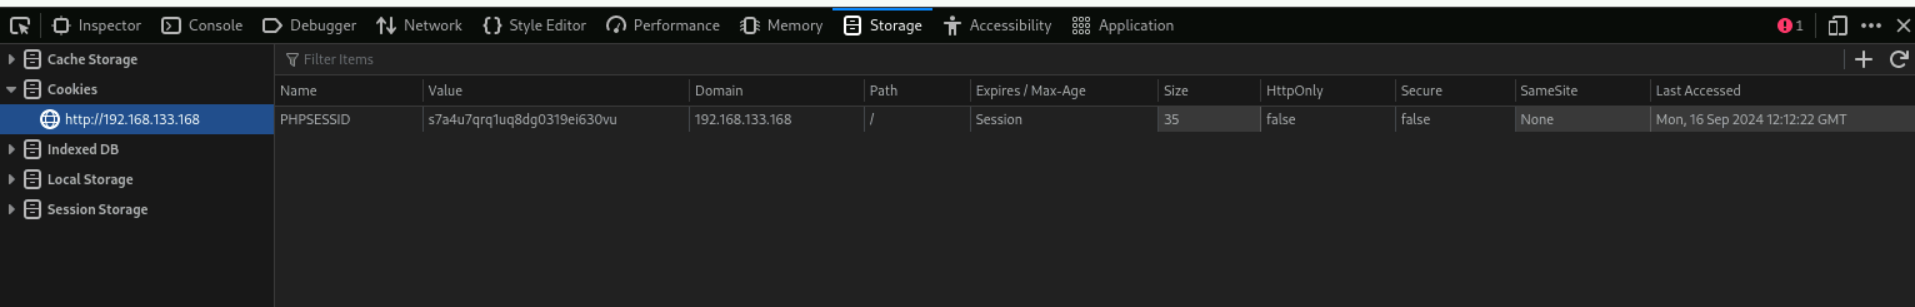 Inspector Console Debugger Network Style Editor Performance Memory Storage Accessibility Application 1
Cache Storage
Filter Items
Cookies
Name Value Domain Path Expires / Max-Age Size HttpOnly Secure SameSite Last Accessed
http://192.168.133.168
PHPSESSID s7a4u7qrq1uq8dg0319ei630vu 192.168.133.168 / Session 35 false false None Mon, 16 Sep 2024 12:12:22 GMT
Indexed DB
Local Storage
Session Storage